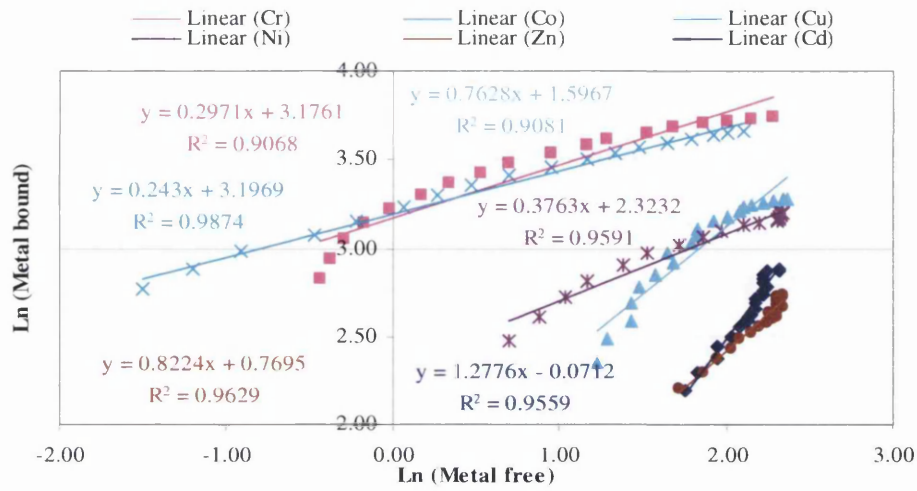 Linear (Cr) Linear (Co) Linear (Cu)
Linear (Ni) Linear (Zn) Linear (Cd)
4.00
y = 0.2971x + 3.1761
R² = 0.9068
y = 0.7628x + 1.5967
R² = 0.9081
3.50
y = 0.243x + 3.1969
R² = 0.9874
y = 0.3763x + 2.3232
R² = 0.9591
3.00
Ln (Metal bound)
2.50
y = 0.8224x + 0.7695
R² = 0.9629
y = 1.2776x - 0.0712
R² = 0.9559
2.00
-2.00 -1.00 0.00 1.00 2.00 3.00
Ln (Metal free)